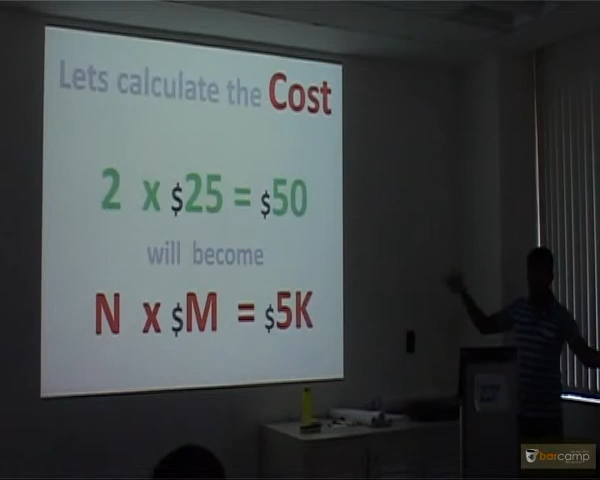 Lets calculate the Cost
2 x $25 = $50
will become
N x $M = $5K
barcamp